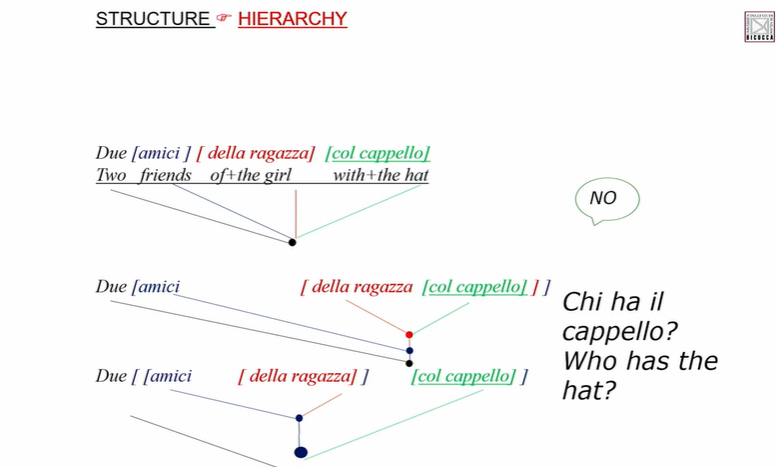 STRUCTURE ☞ HIERARCHY
BICOCCA
Due [amici ] [ della ragazza] [col cappello]
Two friends of+the girl with+the hat
NO
Due [amici [ della ragazza [col cappello] ] ]
Chi ha il
cappello?
Who has the
hat?
Due [ [amici [ della ragazza] ] [col cappello] ]